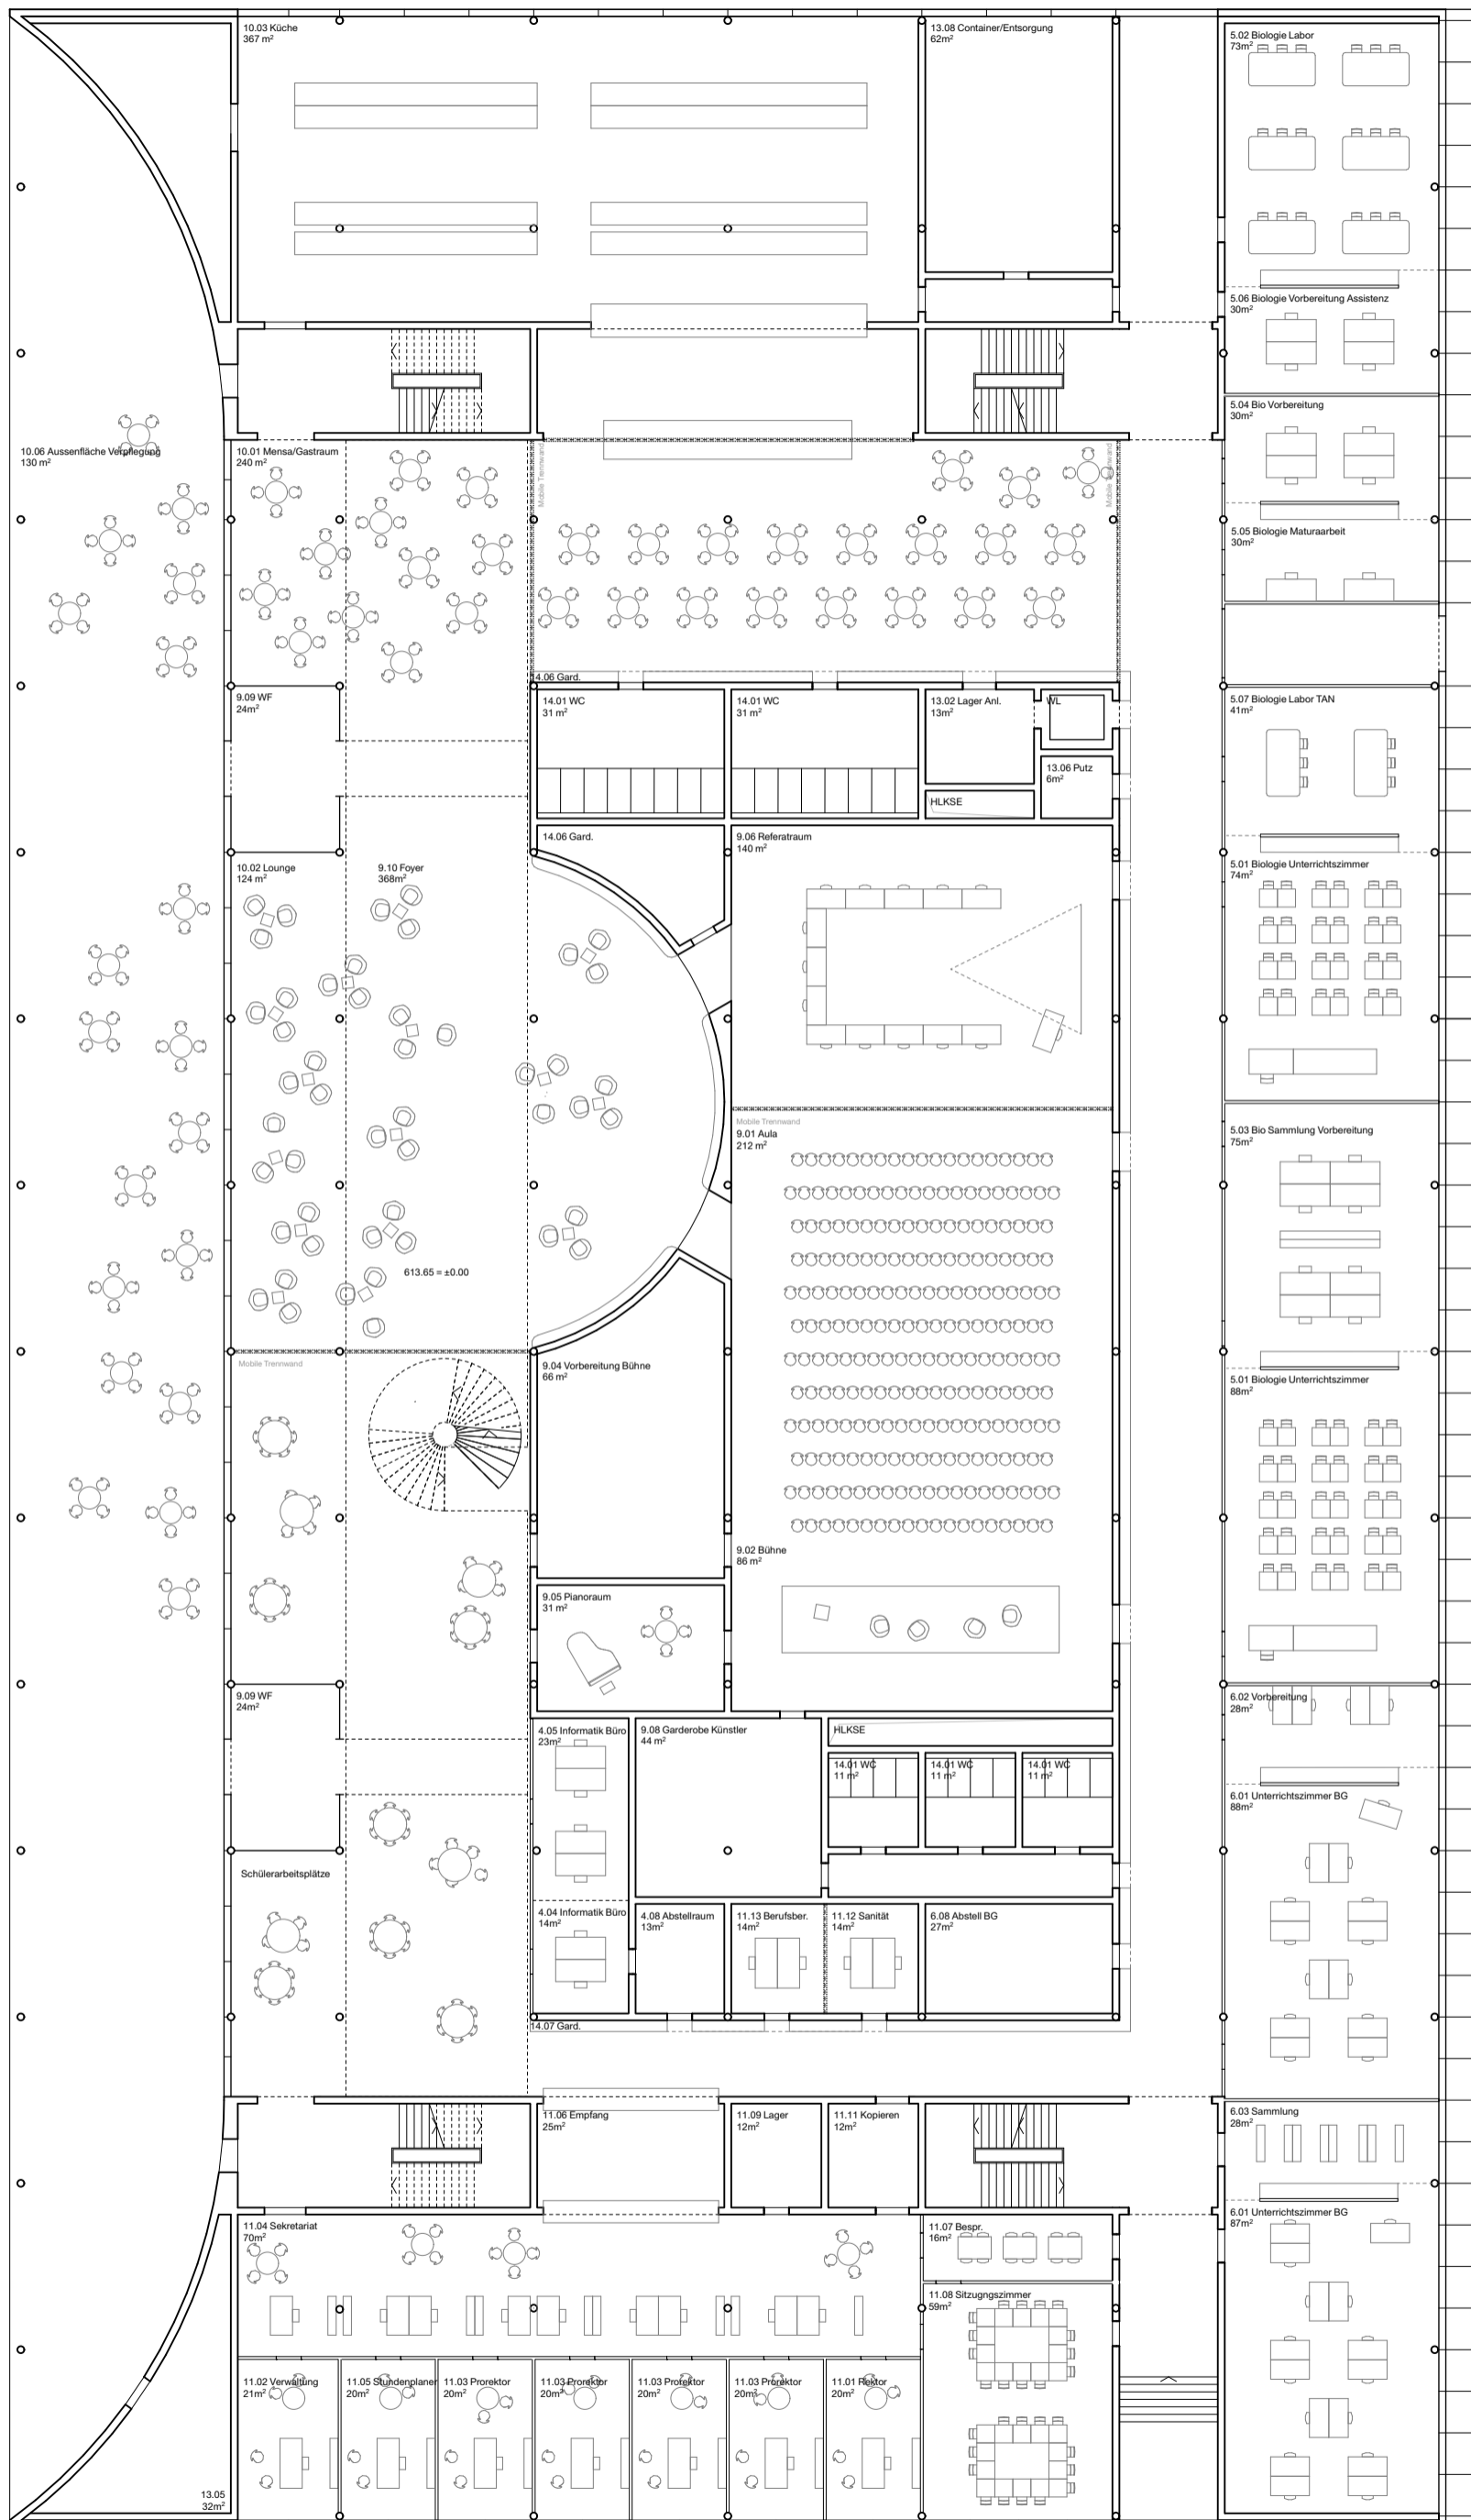 10.03 Küche
367 m²
13.08 Container/Entsorgung
62m²
5.02 Biologie Labor
73m²
5.06 Biologie Vorbereitung Assistenz
30m²
5.04 Bio Vorbereitung
30m²
10.06 Aussenfläche Verpflegung
130 m²
10.01 Mensa/Gastraum
240 m²
Mobile Trennwand
Mobile Trennwand
5.05 Biologie Maturaarbeit
30m²
14.06 Gard.
9.09 WF
24m²
14.01 WC
31 m²
14.01 WC
31 m²
13.02 Lager Anl.
13m²
WL
5.07 Biologie Labor TAN
41m²
13.06 Putz
6m²
HLKSE
14.06 Gard.
9.06 Referatraum
140 m²
10.02 Lounge
124 m²
9.10 Foyer
368m²
5.01 Biologie Unterrichtszimmer
74m²
Mobile Trennwand
9.01 Aula
212 m²
5.03 Bio Sammlung Vorbereitung
75m²
613.65 = ±0.00
Mobile Trennwand
9.04 Vorbereitung Bühne
66 m²
5.01 Biologie Unterrichtszimmer
88m²
9.02 Bühne
86 m²
9.05 Pianoraum
31 m²
9.09 WF
24m²
6.02 Vorbereitung
28m²
4.05 Informatik Büro
23m²
9.08 Garderobe Künstler
44 m²
HLKSE
14.01 WC
11 m²
14.01 WC
11 m²
14.01 WC
11 m²
6.01 Unterrichtszimmer BG
88m²
Schülerarbeitsplätze
4.04 Informatik Büro
14m²
4.08 Abstellraum
13m²
11.13 Berufsber.
14m²
11.12 Sanität
14m²
6.08 Abstell BG
27m²
14.07 Gard.
11.06 Empfang
25m²
11.09 Lager
12m²
11.11 Kopieren
12m²
6.03 Sammlung
28m²
11.04 Sekretariat
70m²
11.07 Bespr.
16m²
6.01 Unterrichtszimmer BG
87m²
11.08 Sitzugngszimmer
59m²
11.02 Verwaltung
21m²
11.05 Stundenplaner
20m²
11.03 Prorektor
20m²
11.03 Prorektor
20m²
11.03 Prorektor
20m²
11.03 Prorektor
20m²
11.01 Rektor
20m²
13.05
32m²